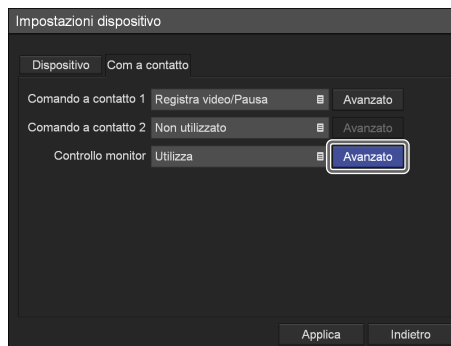 Impostazioni dispositivo
Dispositivo Com a contatto
Comando a contatto 1 Registra video/Pausa Avanzato
Comando a contatto 2 Non utilizzato Avanzato
Controllo monitor Utilizza Avanzato
Applica Indietro